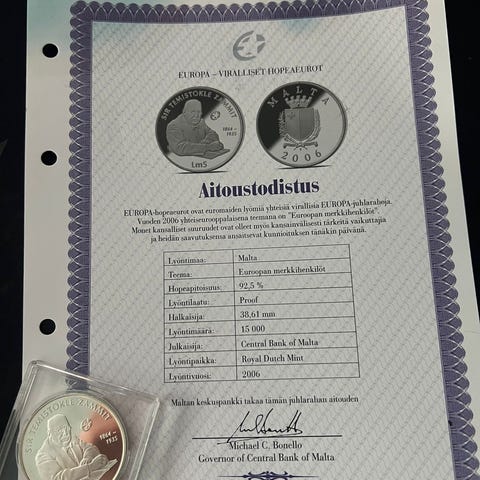 EUROPA – VIRALLISET HOPEAEUROT
SIR TEMISTOKLE ZAMMIT
1864 – 1935
Lm5
MALTA
2006
Aitoustodistus
EUROPA-hopeaeurot ovat euromaiden lyömiä yhteisiä virallisia EUROPA-juhlarahoja.
Vuoden 2006 yhteiseurooppalaisena teemana on "Euroopan merkkihenkilöt".
Monet kansalliset suuruudet ovat olleet myös kansainvälisesti tärkeitä vaikuttajia
ja heidän saavutuksensa ansaitsevat kunnioituksen tänäkin päivänä.
Lyöntimaa: Malta
Teema: Euroopan merkkihenkilöt
Hopeapitoisuus: 92,5 %
Lyöntilaatu: Proof
Halkaisija: 38,61 mm
Lyöntimäärä: 15 000
Julkaisija: Central Bank of Malta
Lyöntipaikka: Royal Dutch Mint
Lyöntivuosi: 2006
Maltan keskuspankki takaa tämän juhlarahan aitouden
Michael C. Bonello
Governor of Central Bank of Malta
SIR TEMISTOKLE ZAMMIT
1864 –
1935